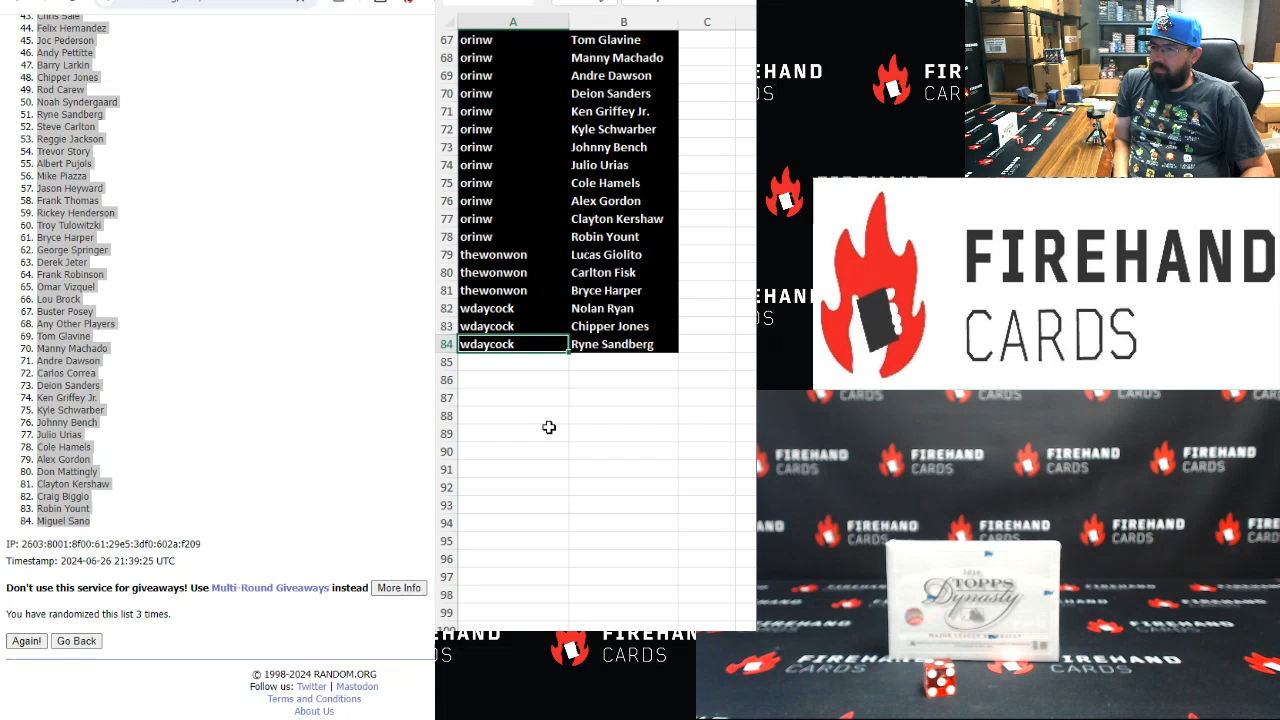 43. Chris Sale
44. Felix Hernandez
45. Joc Pederson
46. Andy Pettitte
47. Barry Larkin
48. Chipper Jones
49. Rod Carew
50. Noah Syndergaard
51. Ryne Sandberg
52. Steve Carlton
53. Reggie Jackson
54. Trevor Story
55. Albert Pujols
56. Mike Piazza
57. Jason Heyward
58. Frank Thomas
59. Rickey Henderson
60. Troy Tulowitzki
61. Bryce Harper
62. George Springer
63. Derek Jeter
64. Frank Robinson
65. Omar Vizquel
66. Lou Brock
67. Buster Posey
68. Any Other Players
69. Tom Glavine
70. Manny Machado
71. Andre Dawson
72. Carlos Correa
73. Deion Sanders
74. Ken Griffey Jr.
75. Kyle Schwarber
76. Johnny Bench
77. Julio Urias
78. Cole Hamels
79. Alex Gordon
80. Don Mattingly
81. Clayton Kershaw
82. Craig Biggio
83. Robin Yount
84. Miguel Sano
IP: 2603:8001:8f00:61:29e5:3df0:602a:f209
Timestamp: 2024-06-26 21:39:25 UTC
Don't use this service for giveaways! Use Multi-Round Giveaways instead More Info
You have randomized this list 3 times.
Again! Go Back
© 1998-2024 RANDOM.ORG
Follow us: Twitter | Mastodon
Terms and Conditions
About Us
A B C
67 orinw Tom Glavine
68 orinw Manny Machado
69 orinw Andre Dawson
70 orinw Deion Sanders
71 orinw Ken Griffey Jr.
72 orinw Kyle Schwarber
73 orinw Johnny Bench
74 orinw Julio Urias
75 orinw Cole Hamels
76 orinw Alex Gordon
77 orinw Clayton Kershaw
78 orinw Robin Yount
79 thewonwon Lucas Giolito
80 thewonwon Carlton Fisk
81 thewonwon Bryce Harper
82 wdaycock Nolan Ryan
83 wdaycock Chipper Jones
84 wdaycock Ryne Sandberg
85
86
87
88
89
90
91
92
93
94
95
96
97
98
99
100
FIREHAND
CARDS
FIREHAND
CARDS
TOPPS
Dynasty
MAJOR LEAGUE BASEBALL
FIREHAND
CARDS